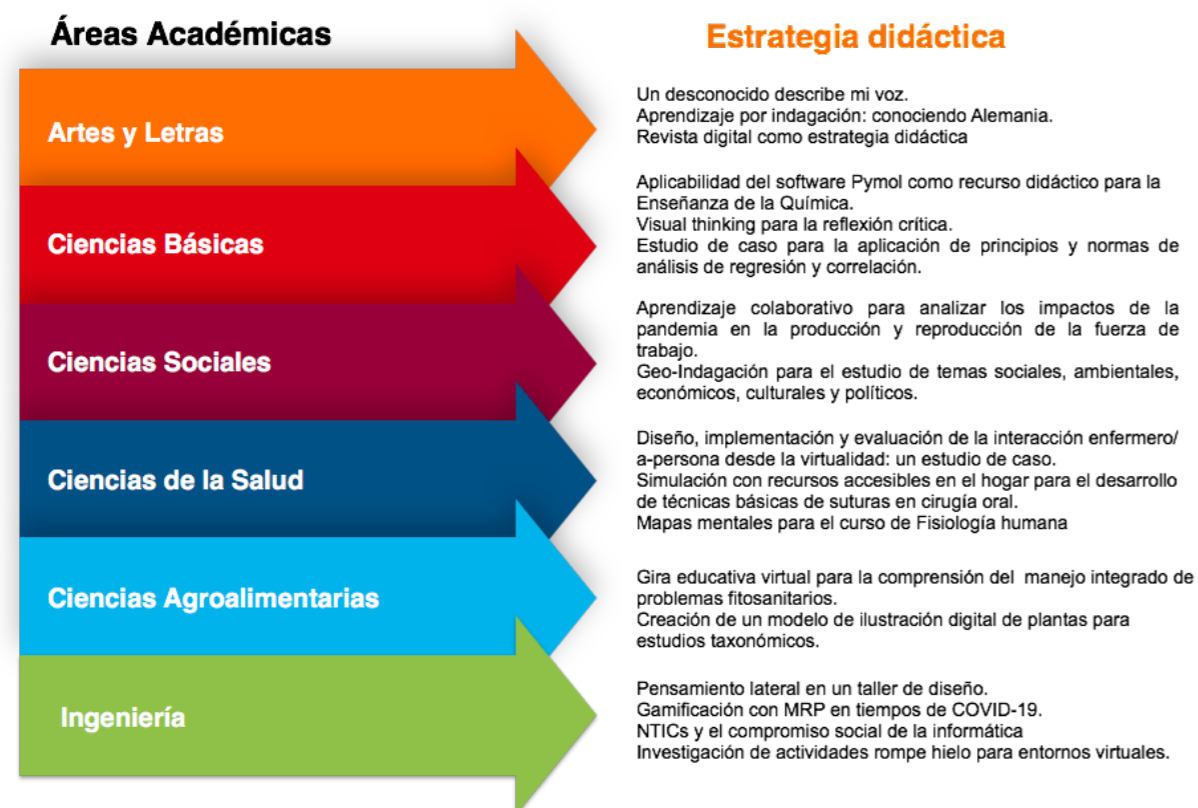 Áreas Académicas
Estrategia didáctica
Artes y Letras
Un desconocido describe mi voz.
Aprendizaje por indagación: conociendo Alemania.
Revista digital como estrategia didáctica
Ciencias Básicas
Aplicabilidad del software Pymol como recurso didáctico para la
Enseñanza de la Química.
Visual thinking para la reflexión crítica.
Estudio de caso para la aplicación de principios y normas de
análisis de regresión y correlación.
Ciencias Sociales
Aprendizaje colaborativo para analizar los impactos de la
pandemia en la producción y reproducción de la fuerza de
trabajo.
Geo-Indagación para el estudio de temas sociales, ambientales,
económicos, culturales y políticos.
Ciencias de la Salud
Diseño, implementación y evaluación de la interacción enfermero/
a-persona desde la virtualidad: un estudio de caso.
Simulación con recursos accesibles en el hogar para el desarrollo
de técnicas básicas de suturas en cirugía oral.
Mapas mentales para el curso de Fisiología humana
Ciencias Agroalimentarias
Gira educativa virtual para la comprensión del manejo integrado de
problemas fitosanitarios.
Creación de un modelo de ilustración digital de plantas para
estudios taxonómicos.
Ingeniería
Pensamiento lateral en un taller de diseño.
Gamificación con MRP en tiempos de COVID-19.
NTICs y el compromiso social de la informática
Investigación de actividades rompe hielo para entornos virtuales.